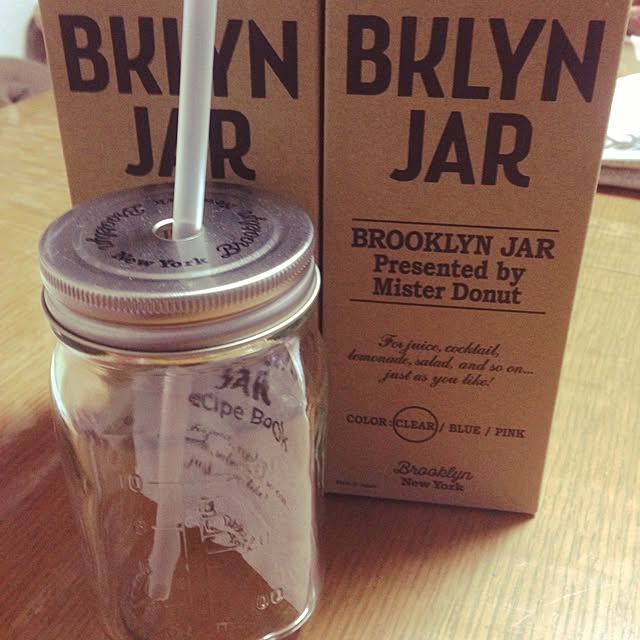 BKLYN
JAR
BKLYN
JAR
BROOKLYN JAR
Presented by
Mister Donut
For juice, cocktail,
lemonade, salad, and so on...
just as you like!
COLOR : CLEAR / BLUE / PINK
Brooklyn
New York
Brooklyn
New York
JAR
Recipe Book